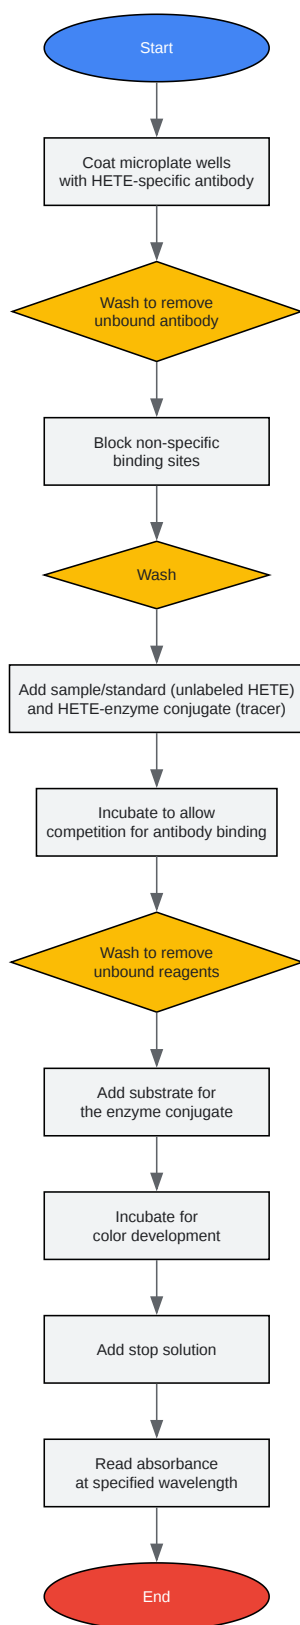 Start
Coat microplate wells
with HETE-specific antibody
Wash to remove
unbound antibody
Block non-specific
binding sites
Wash
Add sample/standard (unlabeled HETE)
and HETE-enzyme conjugate (tracer)
Incubate to allow
competition for antibody binding
Wash to remove
unbound reagents
Add substrate for
the enzyme conjugate
Incubate for
color development
Add stop solution
Read absorbance
at specified wavelength
End